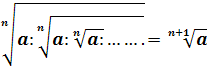 ⁿ√(a: ⁿ√(a: ⁿ√(a: … …))) = ⁿ⁺¹√a